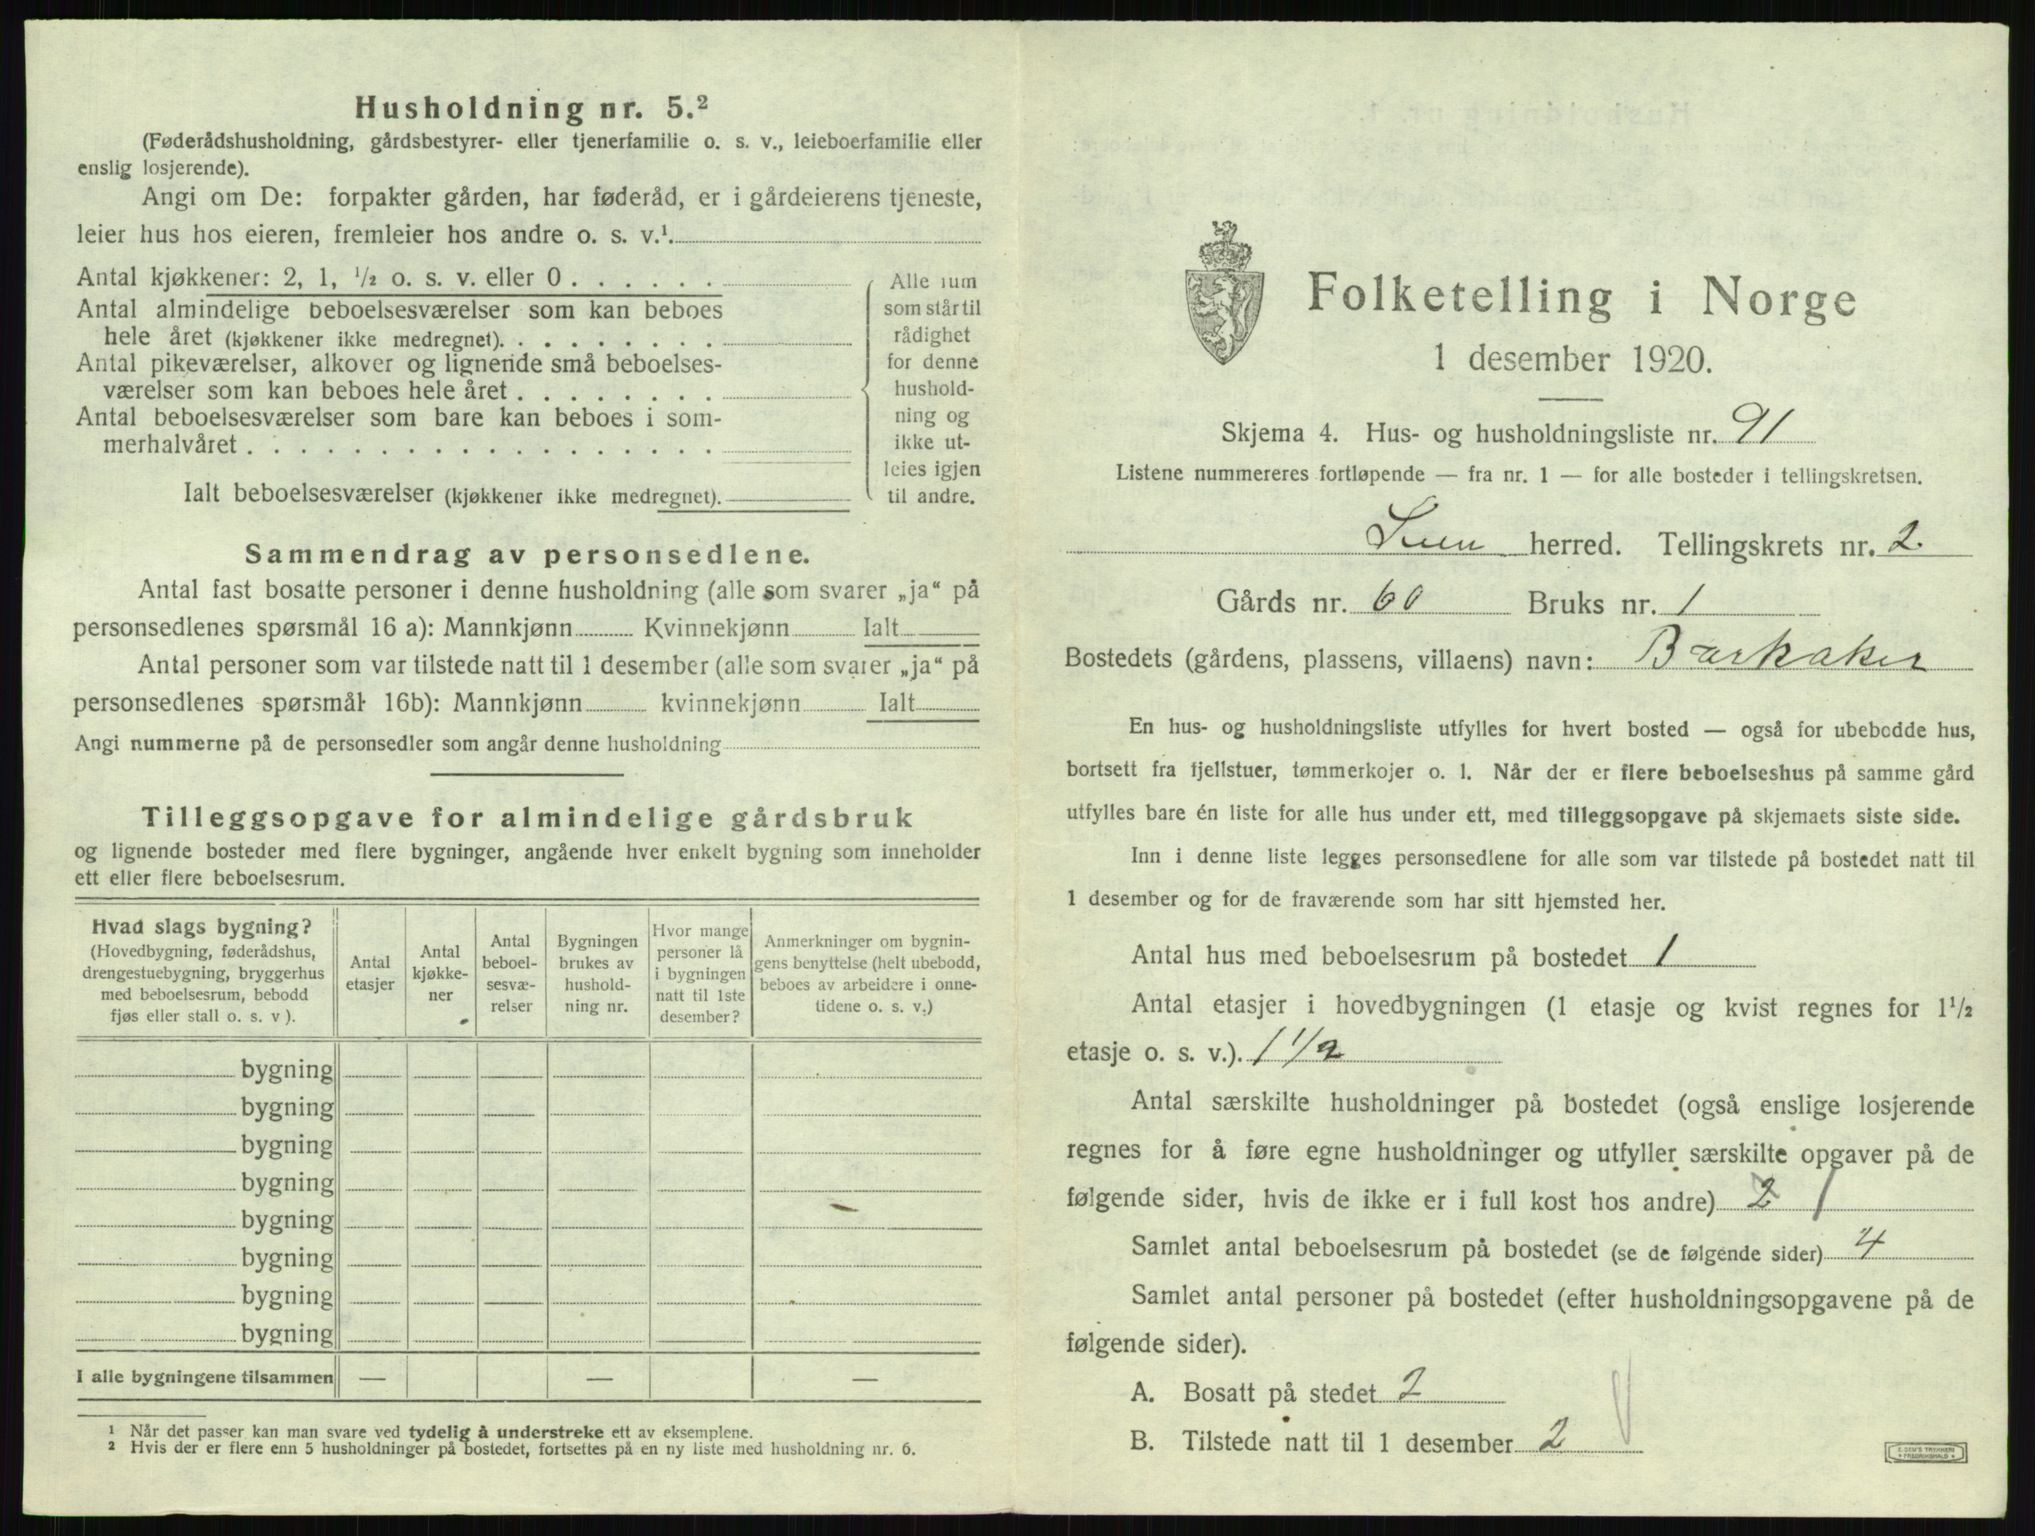 Husholdning nr. 5.²
(Føderådshusholdning, gårdsbestyrer- eller tjenerfamilie o. s. v., leieboerfamilie eller
enslig losjerende).
Angi om De: forpakter gården, har føderåd, er i gårdeierens tjeneste,
leier hus hos eieren, fremleier hos andre o. s. v.¹
Antal kjøkkener: 2, 1, ½ o. s. v. eller 0 . . . . . .
Antal almindelige beboelsesværelser som kan beboes
hele året (kjøkkener ikke medregnet). . . . . . . . .
Antal pikeværelser, alkover og lignende små beboelses-
værelser som kan beboes hele året . . . . . . . .
Antal beboelsesværelser som bare kan beboes i som-
merhalvåret . . . . . . . . . . . . . . . . . .
Ialt beboelsesværelser (kjøkkener ikke medregnet).
Alle rum
som står til
rådighet
for denne
hushold-
ning og
ikke ut-
leies igjen
til andre.
Sammendrag av personsedlene.
Antal fast bosatte personer i denne husholdning (alle som svarer „ja“ på
personsedlenes spørsmål 16 a): Mannkjønn Kvinnekjønn Ialt
Antal personer som var tilstede natt til 1 desember (alle som svarer „ja“ på
personsedlenes spørsmål 16b): Mannkjønn kvinnekjønn Ialt
Angi nummerne på de personsedler som angår denne husholdning
Tilleggsopgave for almindelige gårdsbruk
og lignende bosteder med flere bygninger, angående hver enkelt bygning som inneholder
ett eller flere beboelsesrum.
Hvad slags bygning?
(Hovedbygning, føderådshus,
drengestuebygning, bryggerhus
med beboelsesrum, bebodd
fjøs eller stall o. s. v ).
Antal
etasjer
Antal
kjøkke-
ner
Antal
beboel-
sesvæ-
relser
Bygningen
brukes av
hushold-
ning nr.
Hvor mange
personer lå
i bygningen
natt til 1ste
desember?
Anmerkninger om bygnin-
gens benyttelse (helt ubebodd,
beboes av arbeidere i onne-
tidene o. s. v.)
bygning
bygning
bygning
bygning
bygning
bygning
bygning
bygning
I alle bygningene tilsammen — — —
¹ Når det passer kan man svare ved tydelig å understreke ett av eksemplene.
² Hvis der er flere enn 5 husholdninger på bostedet, fortsettes på en ny liste med husholdning nr. 6.
Folketelling i Norge
1 desember 1920.
Skjema 4. Hus- og husholdningsliste nr. 91
Listene nummereres fortløpende — fra nr. 1 — for alle bosteder i tellingskretsen.
Sem herred. Tellingskrets nr. 2
Gårds nr. 60 Bruks nr. 1
Bostedets (gårdens, plassens, villaens) navn: Barkaker
En hus- og husholdningsliste utfylles for hvert bosted — også for ubebodde hus,
bortsett fra fjellstuer, tømmerkojer o. l. Når der er flere beboelseshus på samme gård
utfylles bare én liste for alle hus under ett, med tilleggsopgave på skjemaets siste side.
Inn i denne liste legges personsedlene for alle som var tilstede på bostedet natt til
1 desember og for de fraværende som har sitt hjemsted her.
Antal hus med beboelsesrum på bostedet 1
Antal etasjer i hovedbygningen (1 etasje og kvist regnes for 1½
etasje o. s. v.). 1 1/2
Antal særskilte husholdninger på bostedet (også enslige losjerende
regnes for å føre egne husholdninger og utfyller særskilte opgaver på de
følgende sider, hvis de ikke er i full kost hos andre) 2 1
Samlet antal beboelsesrum på bostedet (se de følgende sider) 4
Samlet antal personer på bostedet (efter husholdningsopgavene på de
følgende sider).
A. Bosatt på stedet 2
B. Tilstede natt til 1 desember 2